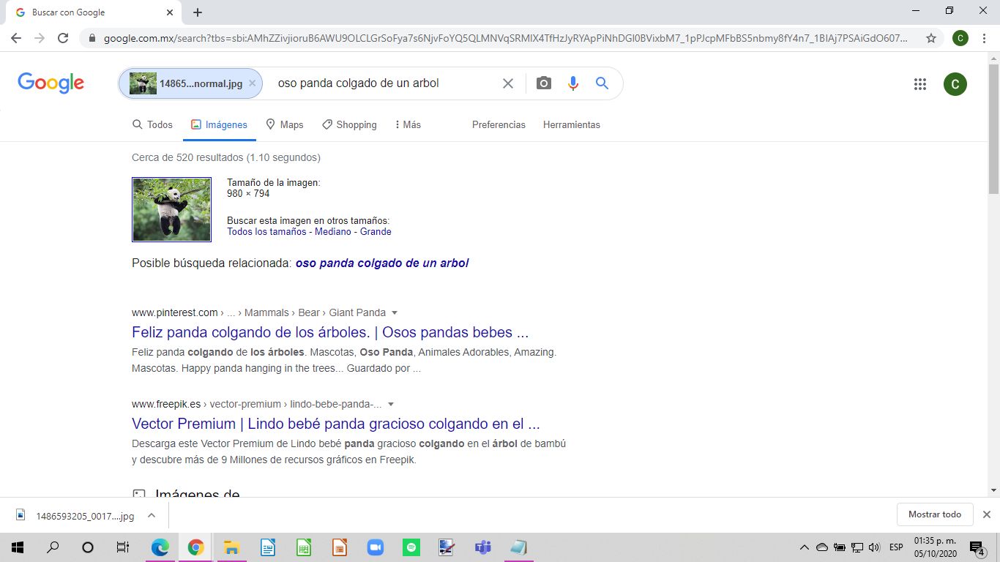 Buscar con Google
google.com.mx/search?tbs=sbi:AMhZZivjioruB6AWU9OLCLGrSoFya7s6NjvFoYQ5QLMNVqSRMIX4TfHzJyRYApPiNhDGI0BVixbM7_1pPJcpMFbBS5nbmy8fY4n7_1BIAj7PSAiGdO607...
C
Google
14865...normal.jpg
oso panda colgado de un arbol
C
Todos
Imágenes
Maps
Shopping
Más
Preferencias
Herramientas
Cerca de 520 resultados (1.10 segundos)
Tamaño de la imagen:
980 × 794
Buscar esta imagen en otros tamaños:
Todos los tamaños - Mediano - Grande
Posible búsqueda relacionada: oso panda colgado de un arbol
www.pinterest.com › ... › Mammals › Bear › Giant Panda
Feliz panda colgando de los árboles. | Osos pandas bebes ...
Feliz panda colgando de los árboles. Mascotas, Oso Panda, Animales Adorables, Amazing.
Mascotas. Happy panda hanging in the trees... Guardado por ...
www.freepik.es › vector-premium › lindo-bebe-panda-...
Vector Premium | Lindo bebé panda gracioso colgando en el ...
Descarga este Vector Premium de Lindo bebé panda gracioso colgando en el árbol de bambú
y descubre más de 9 Millones de recursos gráficos en Freepik.
Imágenes de
1486593205_0017....jpg
Mostrar todo
ESP
01:35 p. m.
05/10/2020
4